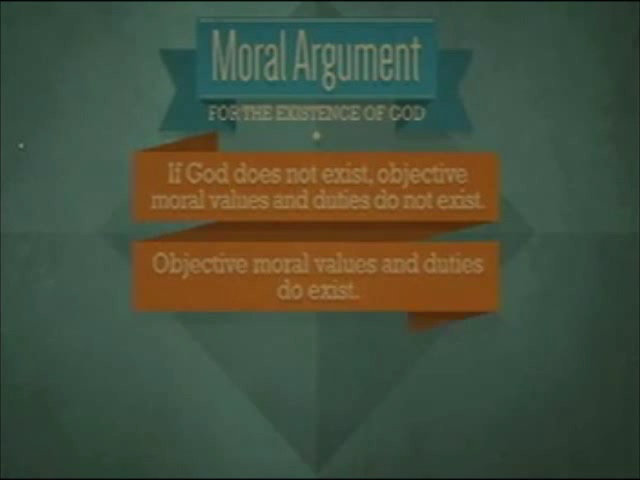 Moral Argument
FOR THE EXISTENCE OF GOD
If God does not exist, objective
moral values and duties do not exist.
Objective moral values and duties
do exist.